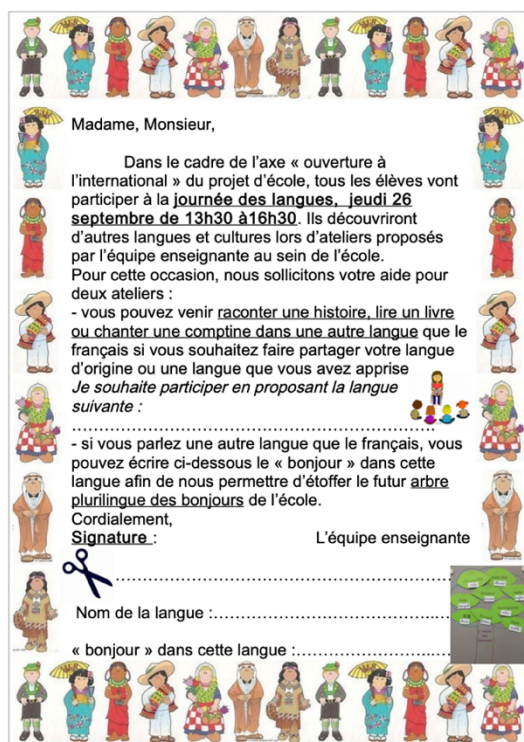 Madame, Monsieur,
Dans le cadre de l'axe « ouverture à
l'international » du projet d'école, tous les élèves vont
participer à la journée des langues,  jeudi 26
septembre de 13h30 à16h30. Ils découvriront
d'autres langues et cultures lors d'ateliers proposés
par l'équipe enseignante au sein de l'école.
Pour cette occasion, nous sollicitons votre aide pour
deux ateliers :
- vous pouvez venir raconter une histoire, lire un livre
ou chanter une comptine dans une autre langue que le
français si vous souhaitez faire partager votre langue
d'origine ou une langue que vous avez apprise
Je souhaite participer en proposant la langue
suivante :
……………………………………………………………
- si vous parlez une autre langue que le français, vous
pouvez écrire ci-dessous le « bonjour » dans cette
langue afin de nous permettre d'étoffer le futur arbre
plurilingue des bonjours de l'école.
Cordialement,
Signature : L'équipe enseignante
……………………………………………………
Nom de la langue :…………………………………..
« bonjour » dans cette langue :……………………..